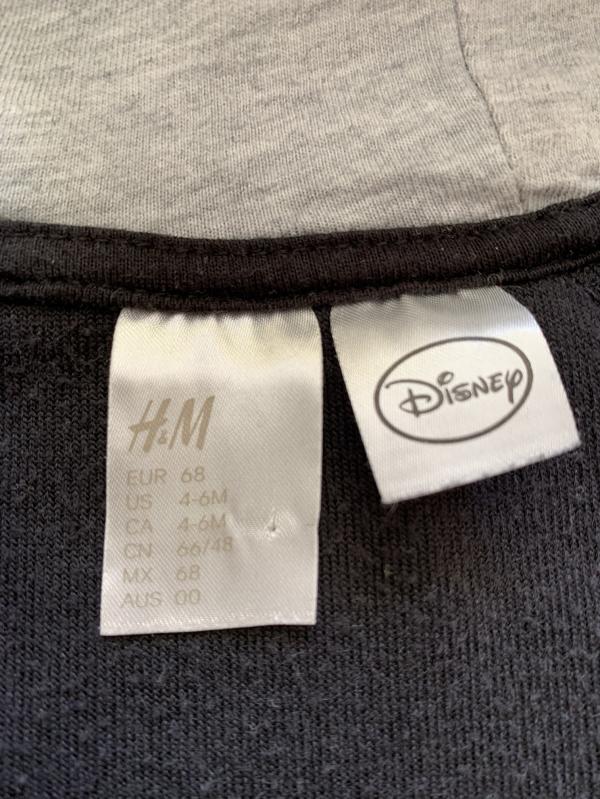 H&M
EUR 68
US 4-6M
CA 4-6M
CN 66/48
MX 68
AUS 00
Disney